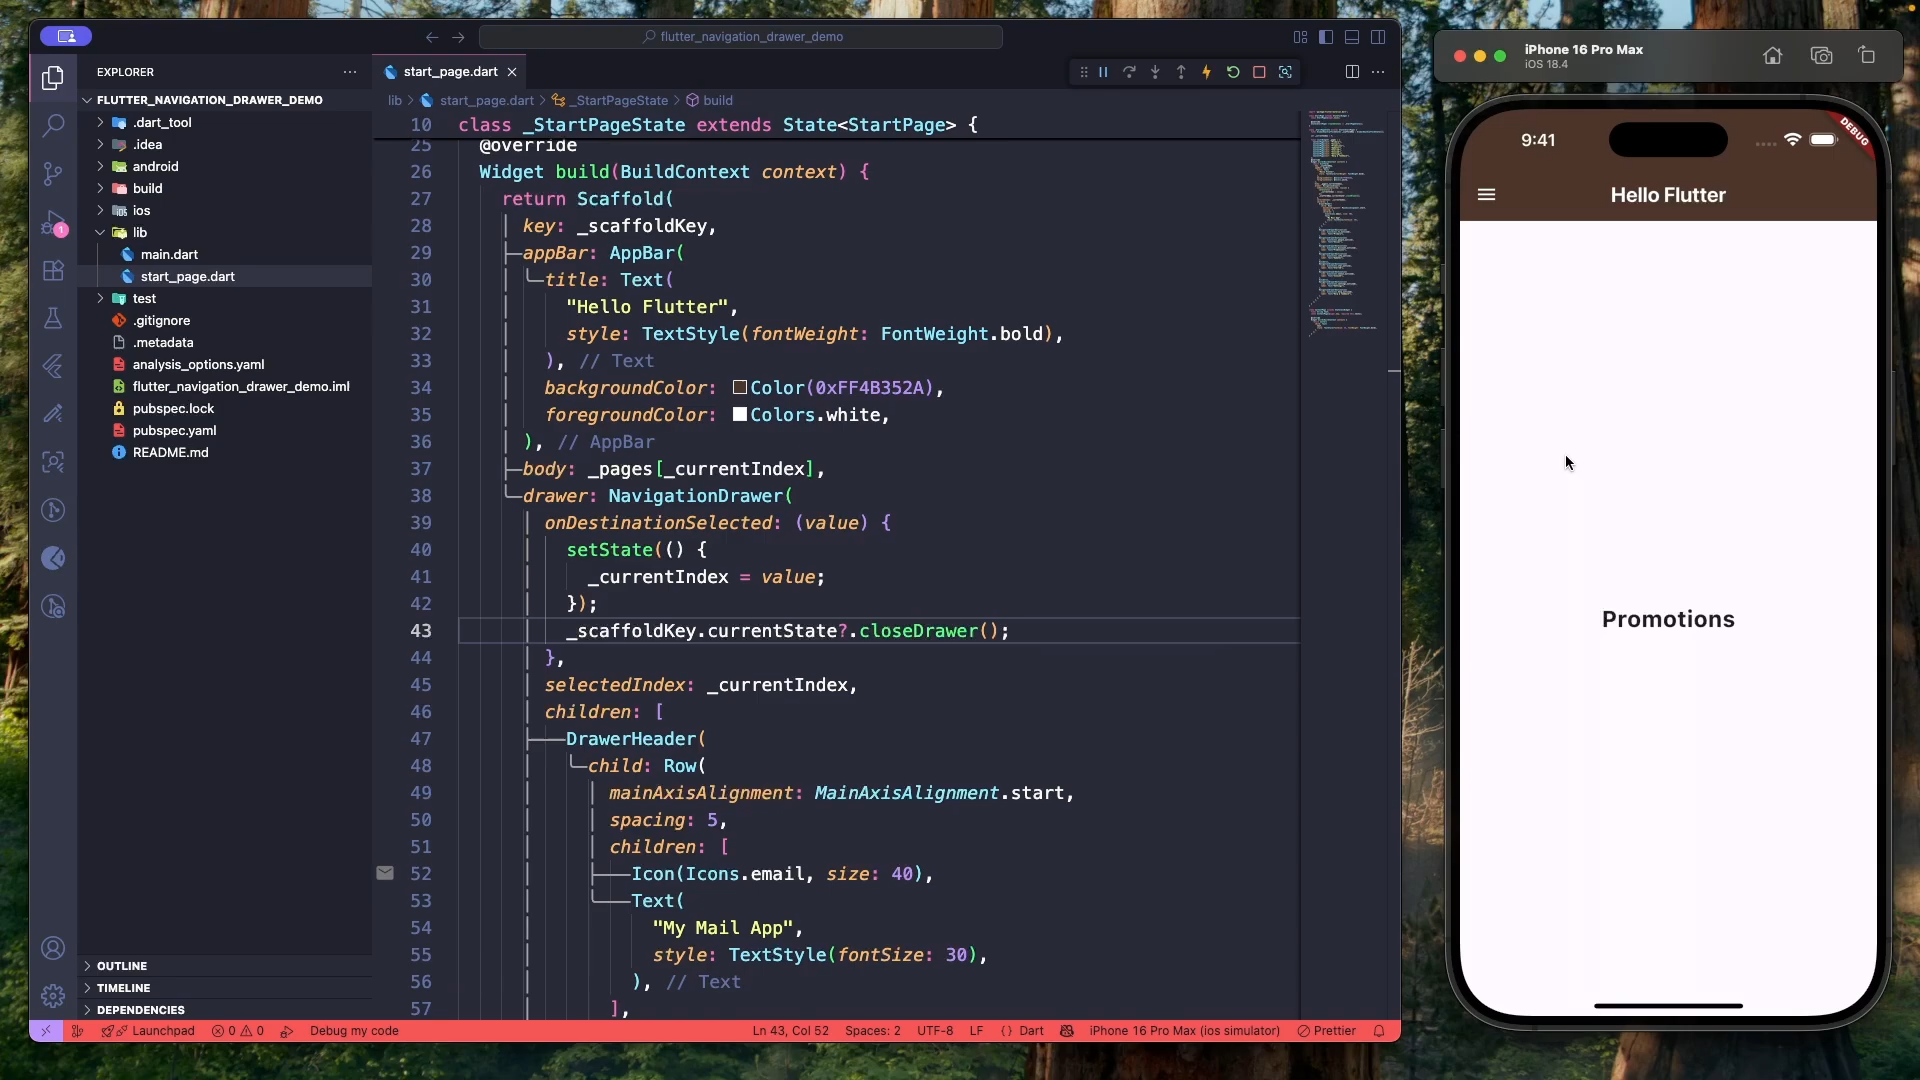 flutter_navigation_drawer_demo
EXPLORER
FLUTTER_NAVIGATION_DRAWER_DEMO
.dart_tool
.idea
android
build
ios
lib
main.dart
start_page.dart
test
.gitignore
.metadata
analysis_options.yaml
flutter_navigation_drawer_demo.iml
pubspec.lock
pubspec.yaml
README.md
OUTLINE
TIMELINE
DEPENDENCIES
1
start_page.dart
lib > start_page.dart > _StartPageState > build
10 class _StartPageState extends State<StartPage> {
25 @override
26 Widget build(BuildContext context) {
27 return Scaffold(
28 key: _scaffoldKey,
29 appBar: AppBar(
30 title: Text(
31 "Hello Flutter",
32 style: TextStyle(fontWeight: FontWeight.bold),
33 ), // Text
34 backgroundColor: Color(0xFF4B352A),
35 foregroundColor: Colors.white,
36 ), // AppBar
37 body: _pages[_currentIndex],
38 drawer: NavigationDrawer(
39 onDestinationSelected: (value) {
40 setState(() {
41 _currentIndex = value;
42 });
43 _scaffoldKey.currentState?.closeDrawer();
44 },
45 selectedIndex: _currentIndex,
46 children: [
47 DrawerHeader(
48 child: Row(
49 mainAxisAlignment: MainAxisAlignment.start,
50 spacing: 5,
51 children: [
52 Icon(Icons.email, size: 40),
53 Text(
54 "My Mail App",
55 style: TextStyle(fontSize: 30),
56 ), // Text
57 ],
Launchpad 0 0 Debug my code Ln 43, Col 52 Spaces: 2 UTF-8 LF {} Dart iPhone 16 Pro Max (ios simulator) Prettier
iPhone 16 Pro Max
iOS 18.4
9:41
DEBUG
Hello Flutter
Promotions